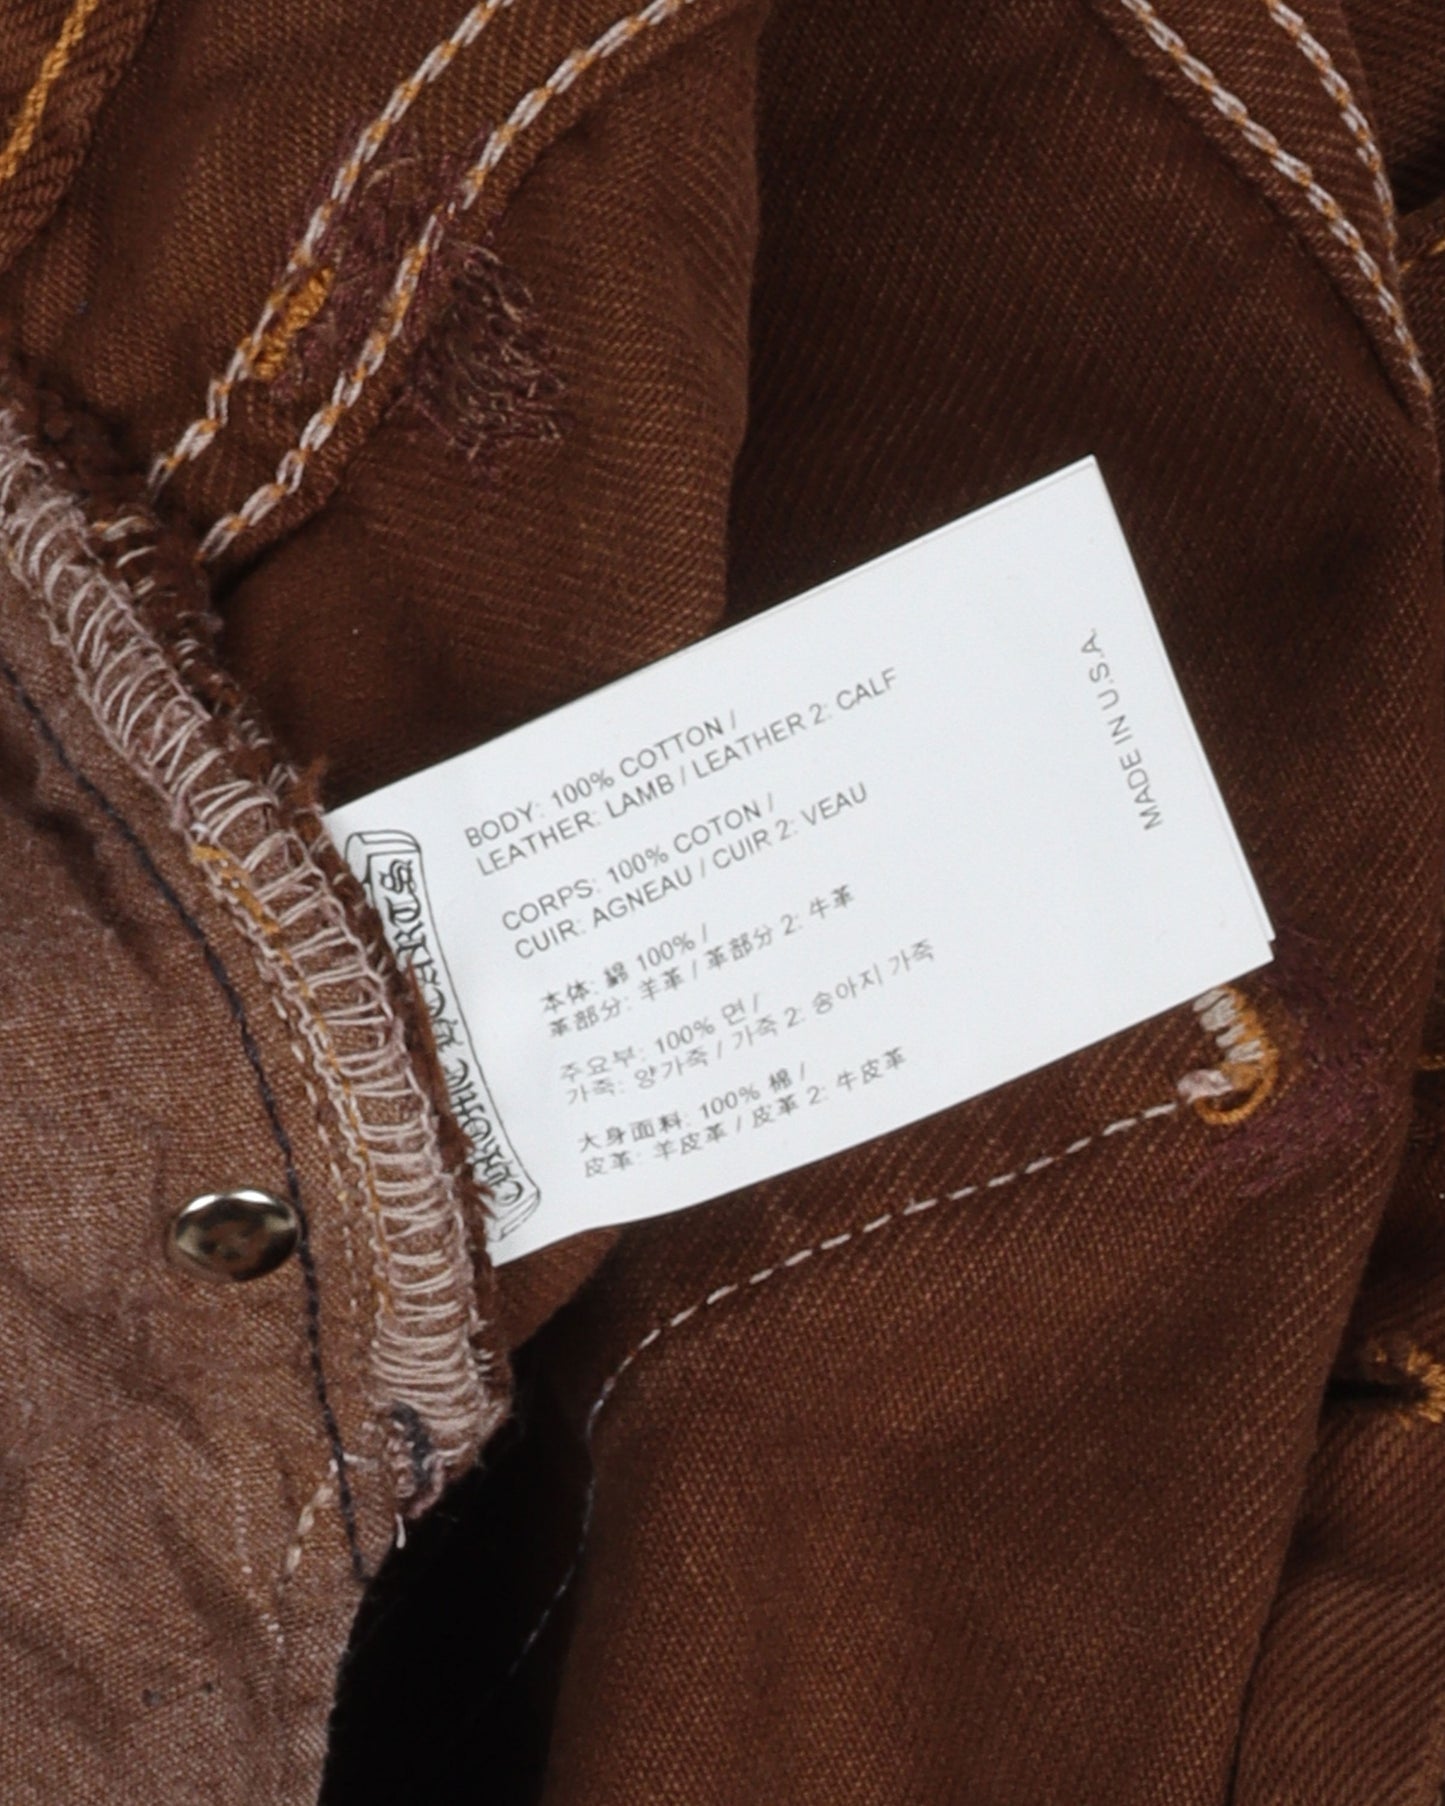 CHROME HEARTS
BODY: 100% COTTON /
LEATHER: LAMB / LEATHER 2: CALF
CORPS: 100% COTON /
CUIR: AGNEAU / CUIR 2: VEAU
本体: 綿 100% /
革部分: 羊革 / 革部分 2: 牛革
주요부: 100% 면 /
가죽: 양가죽 / 가죽 2: 송아지 가죽
大身面料: 100% 棉 /
皮革: 羊皮革 / 皮革 2: 牛皮革
MADE IN U.S.A.